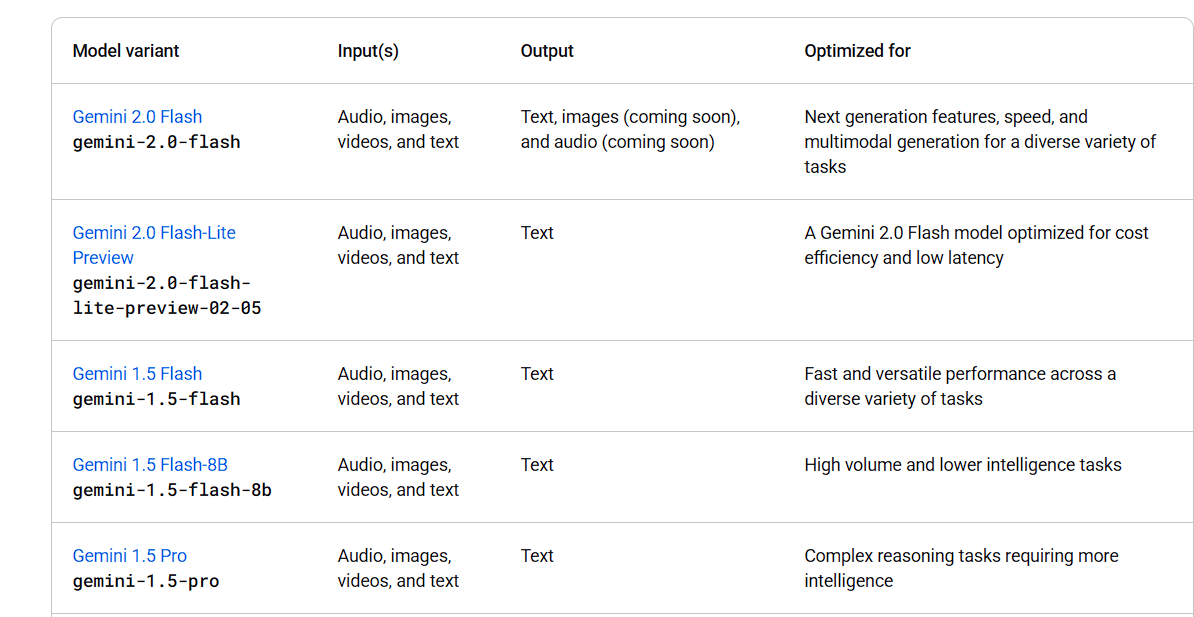 Model variant Input(s) Output Optimized for
Gemini 2.0 Flash Audio, images, Text, images (coming soon), Next generation features, speed, and
gemini-2.0-flash videos, and text and audio (coming soon) multimodal generation for a diverse variety of
tasks
Gemini 2.0 Flash-Lite Audio, images, Text A Gemini 2.0 Flash model optimized for cost
Preview videos, and text efficiency and low latency
gemini-2.0-flash-
lite-preview-02-05
Gemini 1.5 Flash Audio, images, Text Fast and versatile performance across a
gemini-1.5-flash videos, and text diverse variety of tasks
Gemini 1.5 Flash-8B Audio, images, Text High volume and lower intelligence tasks
gemini-1.5-flash-8b videos, and text
Gemini 1.5 Pro Audio, images, Text Complex reasoning tasks requiring more
gemini-1.5-pro videos, and text intelligence